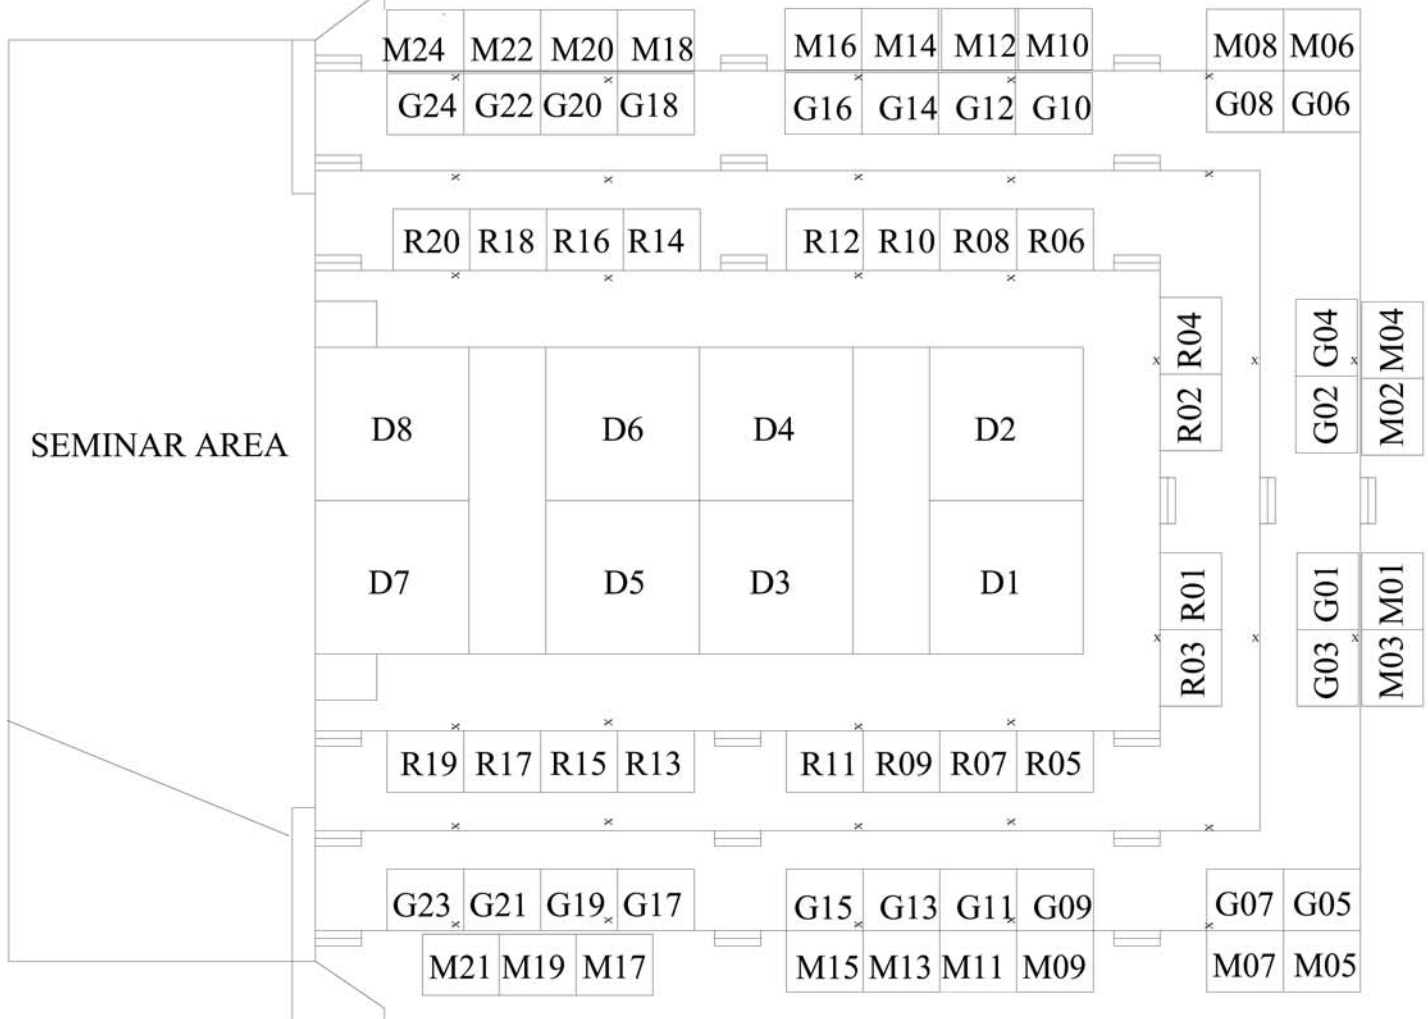 M24 M22 M20 M18 M16 M14 M12 M10 M08 M06
G24 G22 G20 G18 G16 G14 G12 G10 G08 G06
R20 R18 R16 R14 R12 R10 R08 R06
R04 G04 M04
R02 G02 M02
SEMINAR AREA D8 D6 D4 D2
D7 D5 D3 D1
R01 G01 M01
R03 G03 M03
R19 R17 R15 R13 R11 R09 R07 R05
G23 G21 G19 G17 G15 G13 G11 G09 G07 G05
M21 M19 M17 M15 M13 M11 M09 M07 M05